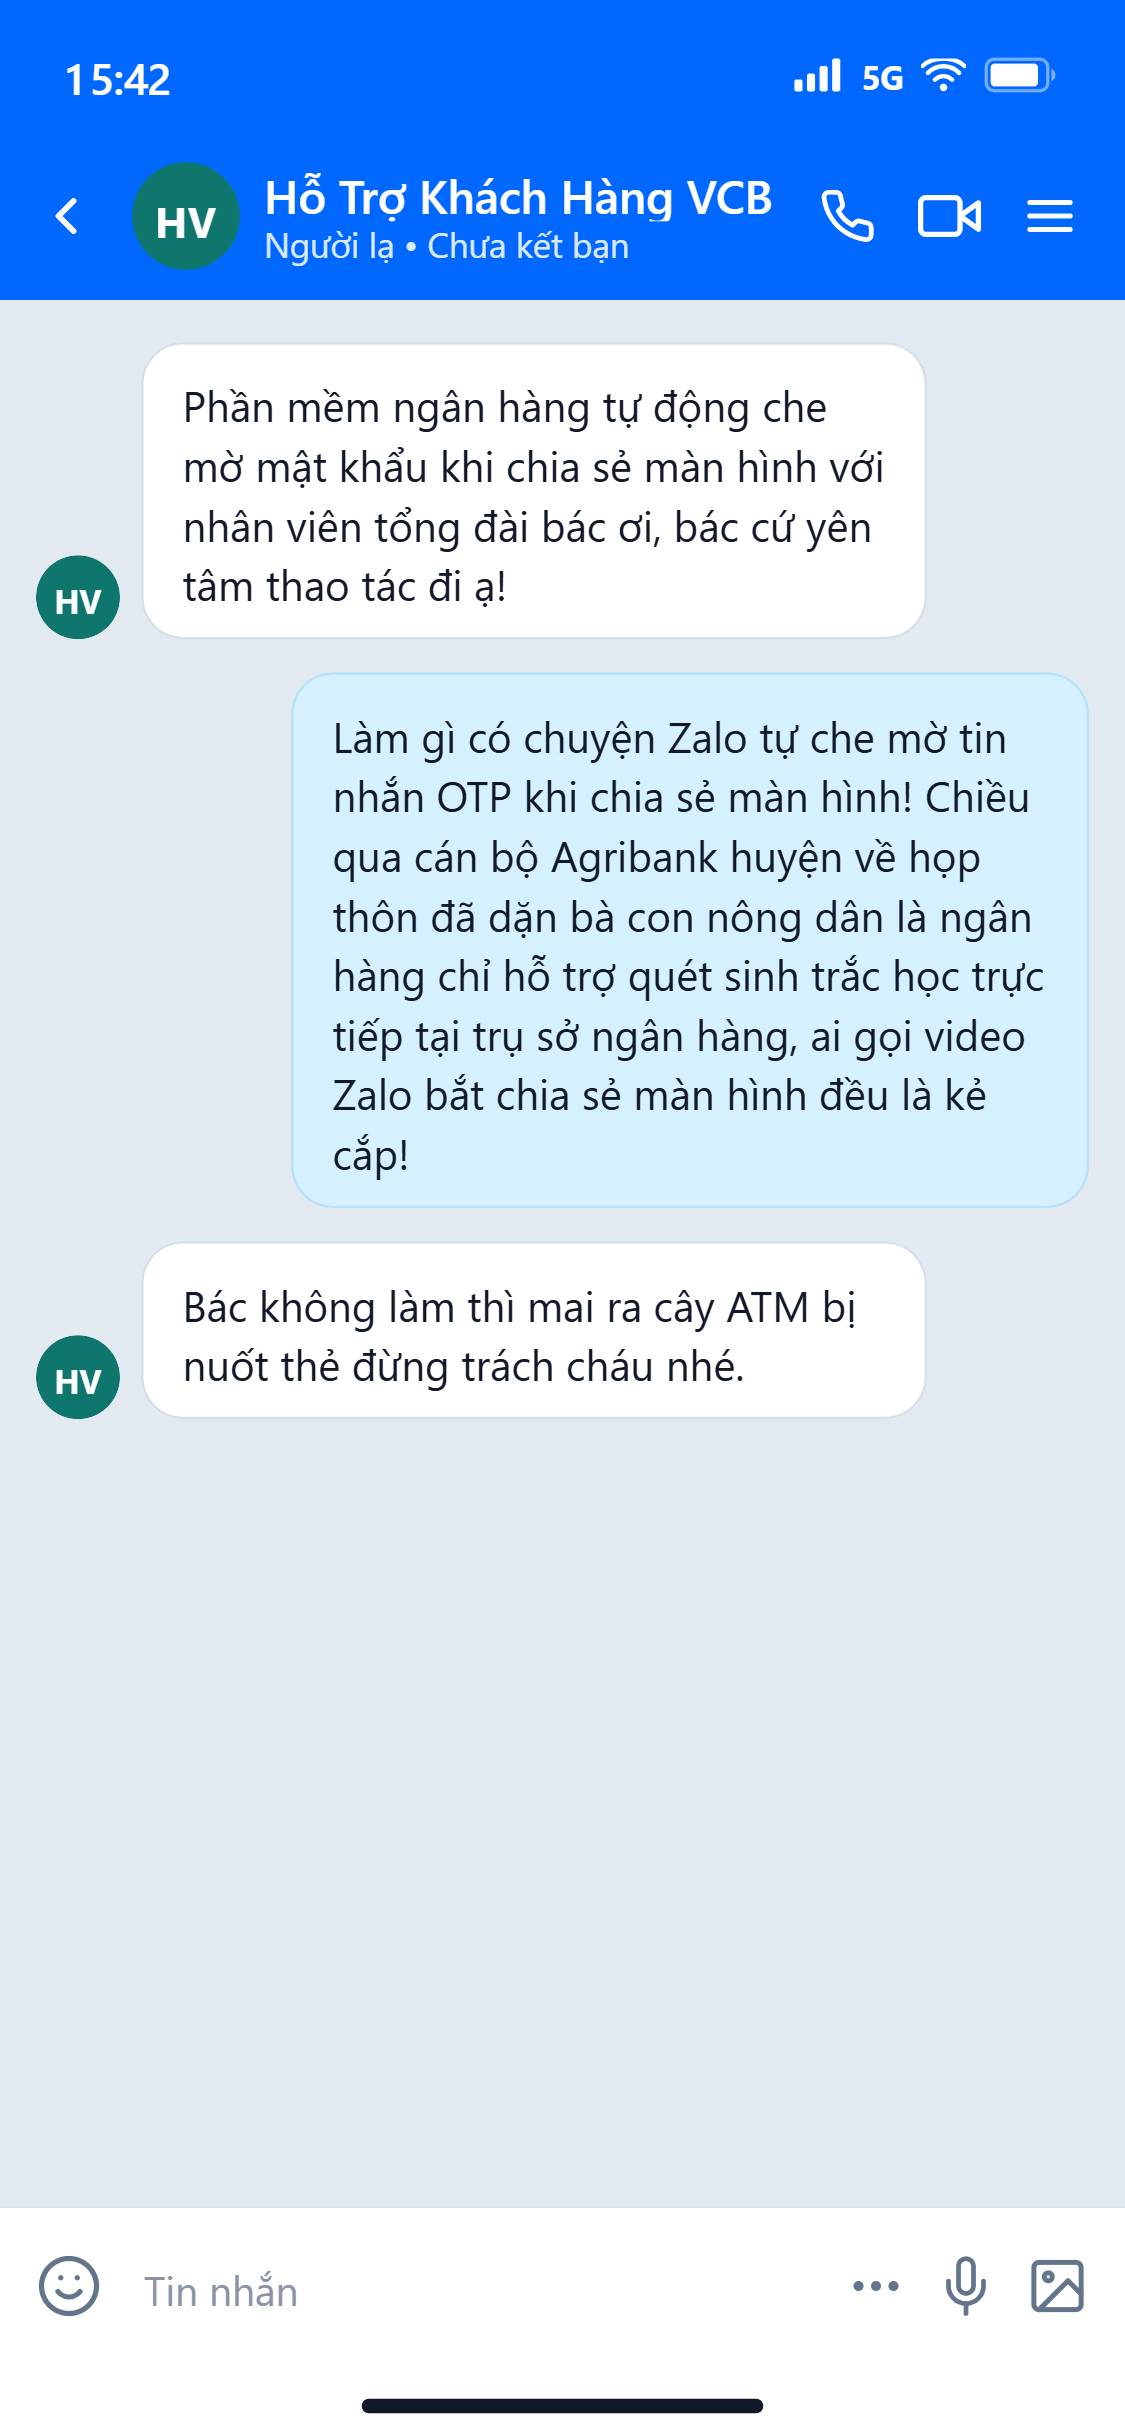 15:42
5G
HV
Hỗ Trợ Khách Hàng VCB
Người lạ • Chưa kết bạn
Phần mềm ngân hàng tự động che
mờ mật khẩu khi chia sẻ màn hình với
nhân viên tổng đài bác ơi, bác cứ yên
tâm thao tác đi ạ!
HV
Làm gì có chuyện Zalo tự che mờ tin
nhắn OTP khi chia sẻ màn hình! Chiều
qua cán bộ Agribank huyện về họp
thôn đã dặn bà con nông dân là ngân
hàng chỉ hỗ trợ quét sinh trắc học trực
tiếp tại trụ sở ngân hàng, ai gọi video
Zalo bắt chia sẻ màn hình đều là kẻ
cắp!
Bác không làm thì mai ra cây ATM bị
nuốt thẻ đừng trách cháu nhé.
HV
Tin nhắn